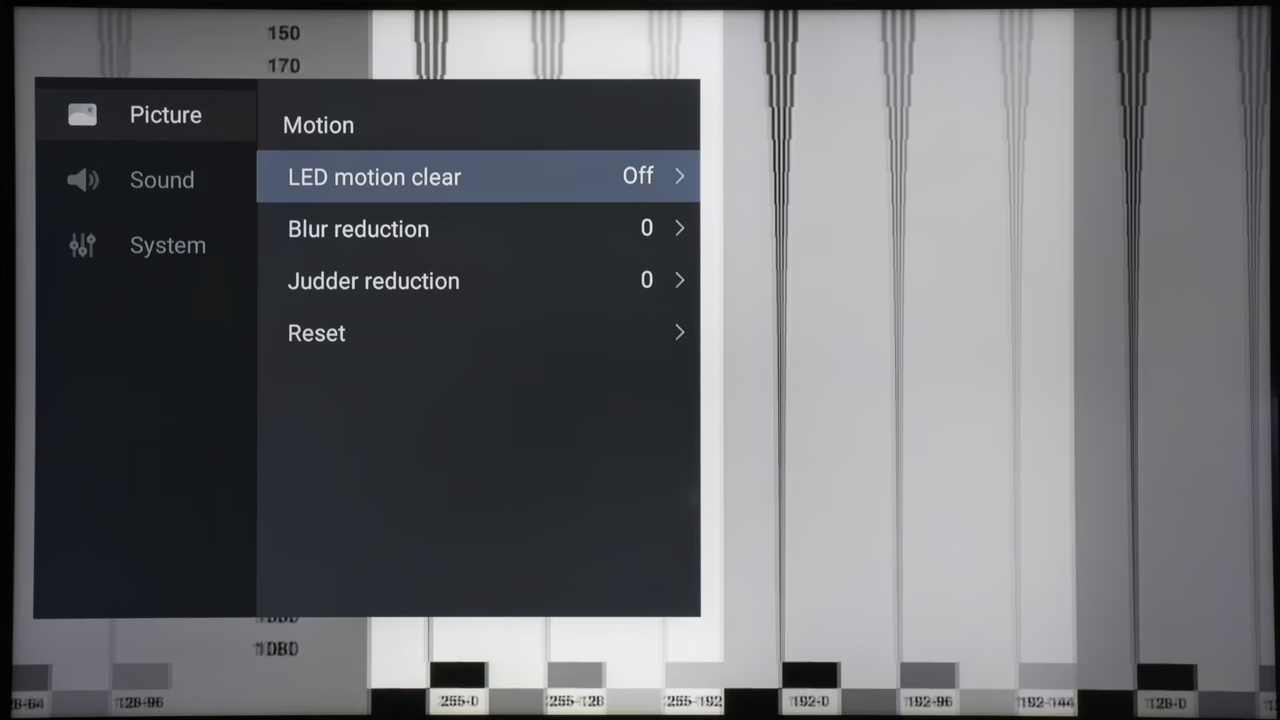 150
170
Picture
Sound
System
Motion
LED motion clear Off
Blur reduction 0
Judder reduction 0
Reset
1080
128-96
255-0
255-128
255-192
192-0
192-96
192-144
128-0